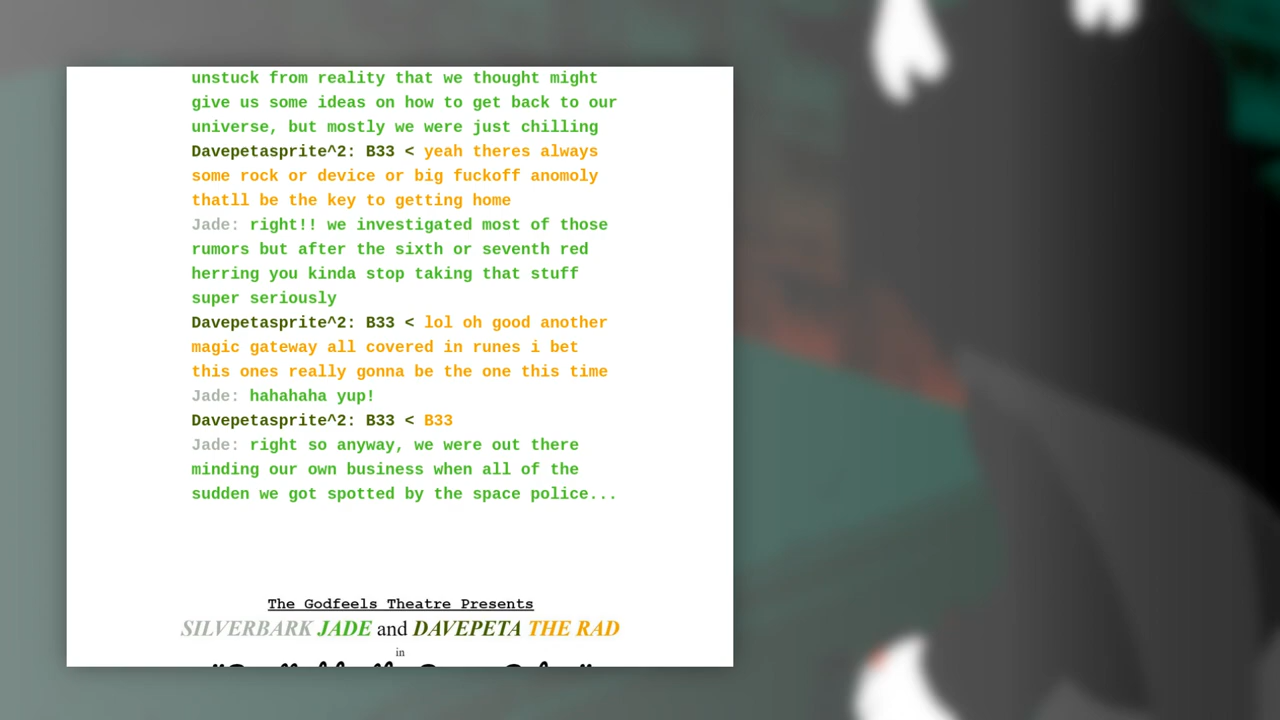 unstuck from reality that we thought might
give us some ideas on how to get back to our
universe, but mostly we were just chilling
Davepetasprite^2: B33 < yeah theres always
some rock or device or big fuckoff anomoly
thatll be the key to getting home
Jade: right!! we investigated most of those
rumors but after the sixth or seventh red
herring you kinda stop taking that stuff
super seriously
Davepetasprite^2: B33 < lol oh good another
magic gateway all covered in runes i bet
this ones really gonna be the one this time
Jade: hahahaha yup!
Davepetasprite^2: B33 < B33
Jade: right so anyway, we were out there
minding our own business when all of the
sudden we got spotted by the space police...
The Godfeels Theatre Presents
SILVERBARK JADE and DAVEPETA THE RAD
in